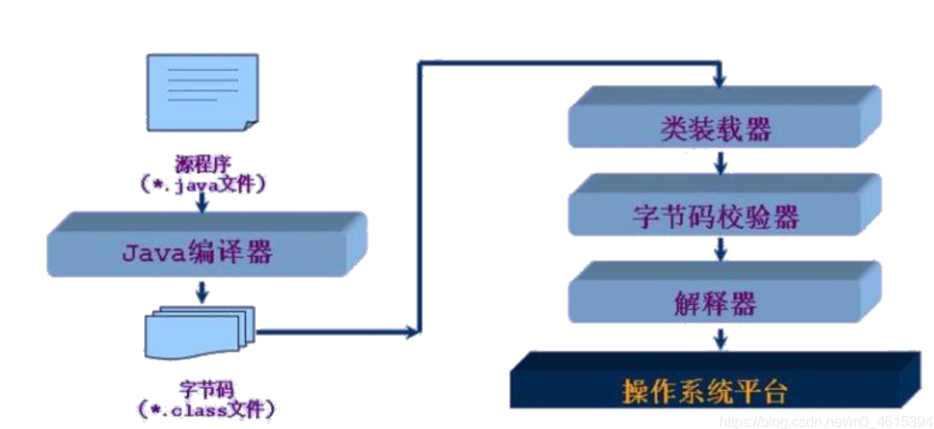 源程序
(*.java文件)
Java编译器
字节码
(*.class文件)
类装载器
字节码校验器
解释器
操作系统平台
https://blog.csdn.net/m0_4615394